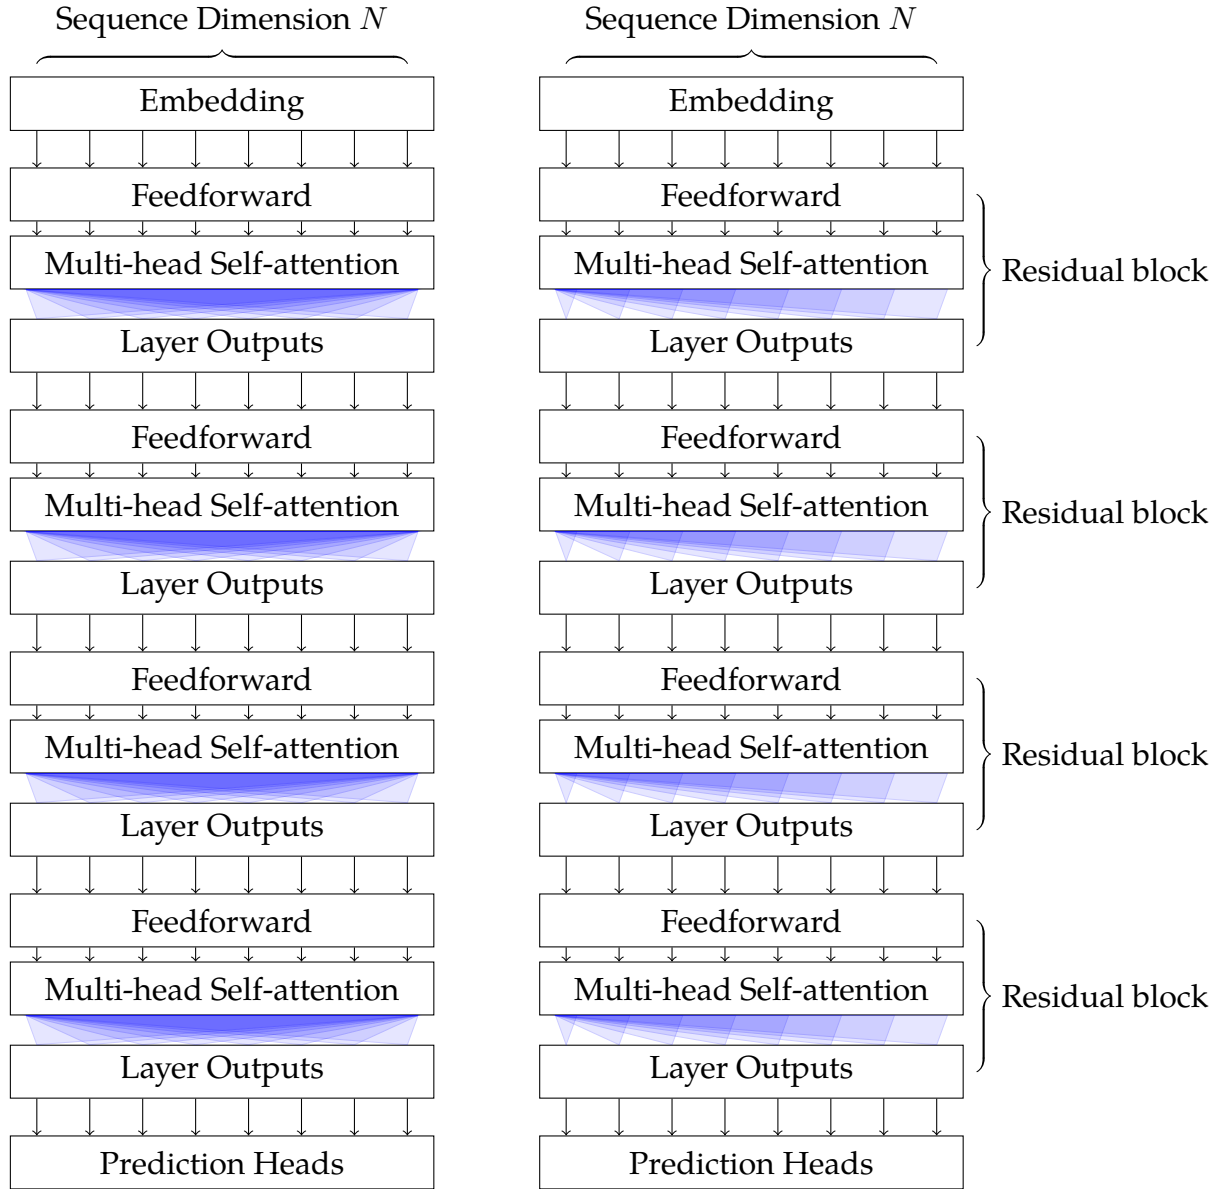 Sequence Dimension N
Embedding
Feedforward
Multi-head Self-attention
Layer Outputs
Feedforward
Multi-head Self-attention
Layer Outputs
Feedforward
Multi-head Self-attention
Layer Outputs
Feedforward
Multi-head Self-attention
Layer Outputs
Prediction Heads
Sequence Dimension N
Embedding
Feedforward
Multi-head Self-attention
Layer Outputs
Feedforward
Multi-head Self-attention
Layer Outputs
Feedforward
Multi-head Self-attention
Layer Outputs
Feedforward
Multi-head Self-attention
Layer Outputs
Prediction Heads
Residual block
Residual block
Residual block
Residual block